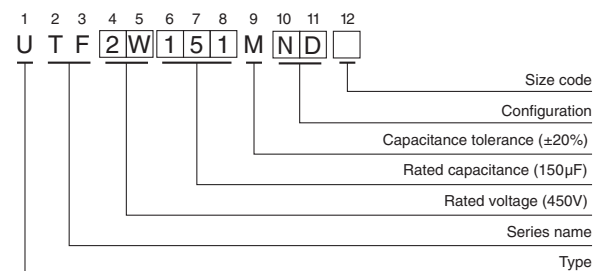 1 2 3 4 5 6 7 8 9 10 11 12
U T F 2 W 1 5 1 M N D
Size code
Configuration
Capacitance tolerance (±20%)
Rated capacitance (150µF)
Rated voltage (450V)
Series name
Type